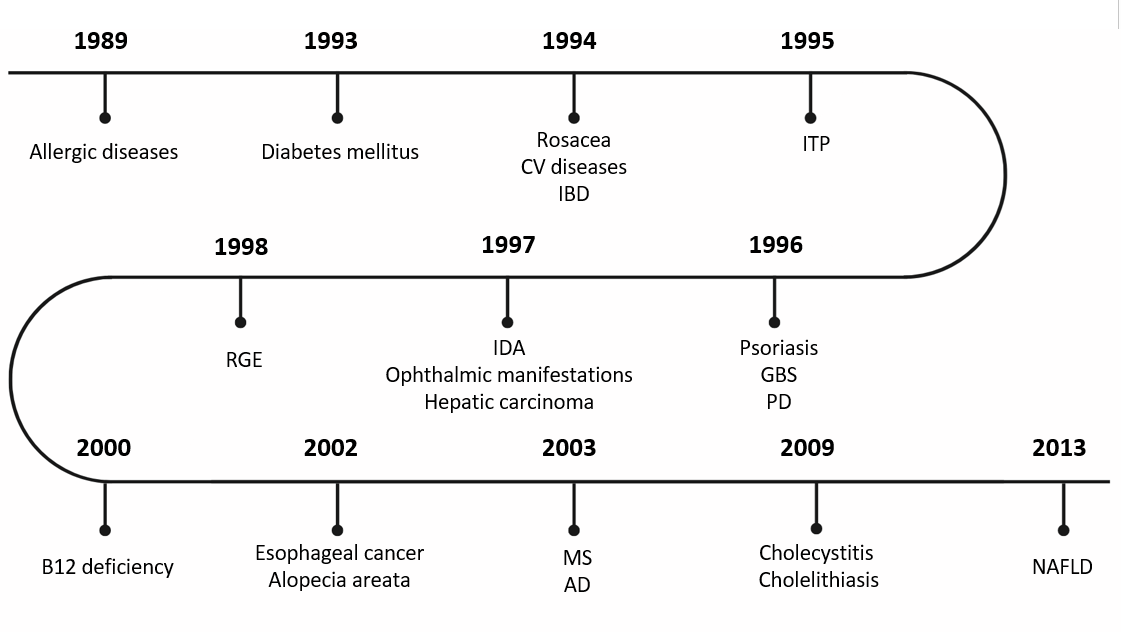 1989
Allergic diseases
1993
Diabetes mellitus
1994
Rosacea
CV diseases
IBD
1995
ITP
1996
Psoriasis
GBS
PD
1997
IDA
Ophthalmic manifestations
Hepatic carcinoma
1998
RGE
2000
B12 deficiency
2002
Esophageal cancer
Alopecia areata
2003
MS
AD
2009
Cholecystitis
Cholelithiasis
2013
NAFLD